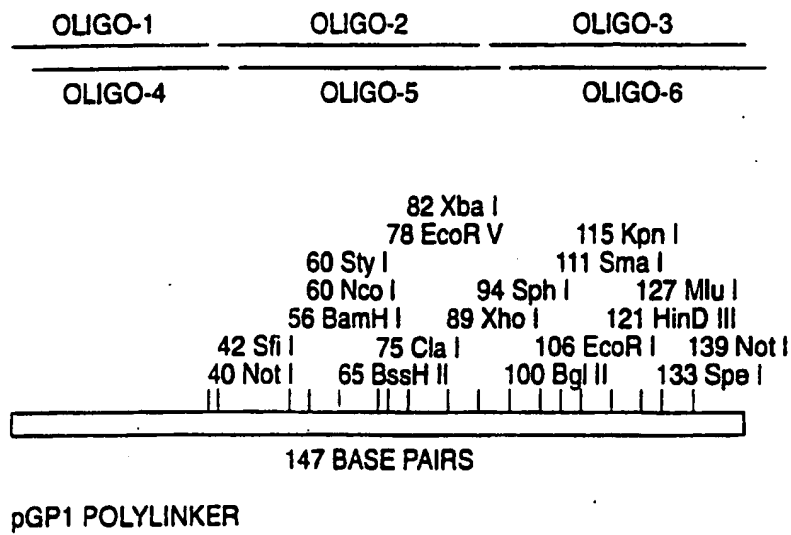 OLIGO-1 OLIGO-2 OLIGO-3
OLIGO-4 OLIGO-5 OLIGO-6
82 Xba I
78 EcoR V 115 Kpn I
60 Sty I 111 Sma I
60 Nco I 94 Sph I 127 Mlu I
56 BamH I 89 Xho I 121 HinD III
42 Sfi I 75 Cla I 106 EcoR I 139 Not I
40 Not I 65 BssH II 100 Bgl II 133 Spe I
147 BASE PAIRS
pGP1 POLYLINKER